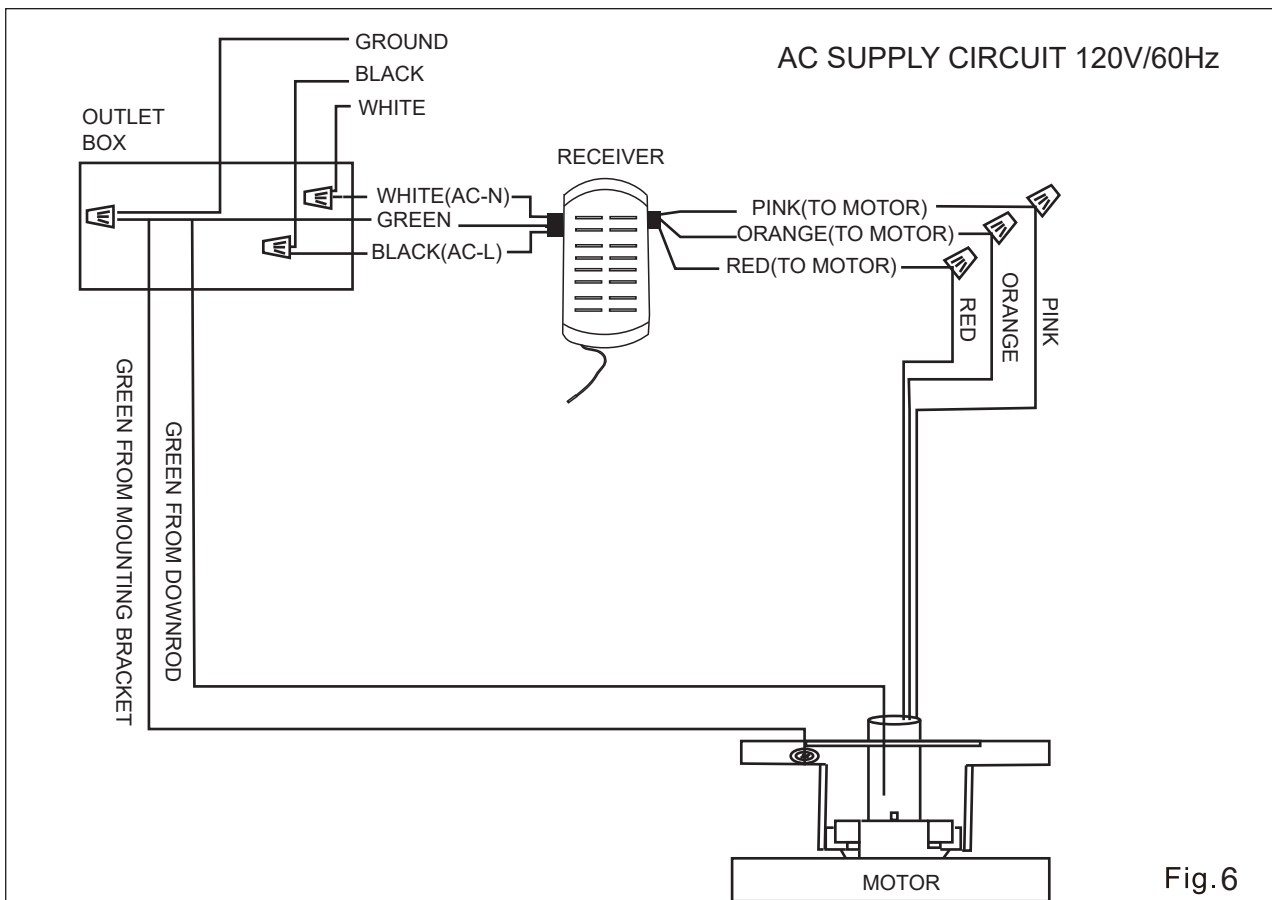 GROUND
AC SUPPLY CIRCUIT 120V/60Hz
BLACK
WHITE
OUTLET
BOX
RECEIVER
WHITE(AC-N)
GREEN
BLACK(AC-L)
PINK(TO MOTOR)
ORANGE(TO MOTOR)
RED(TO MOTOR)
RED
ORANGE
PINK
GREEN FROM MOUNTING BRACKET
GREEN FROM DOWNROD
MOTOR
Fig.6